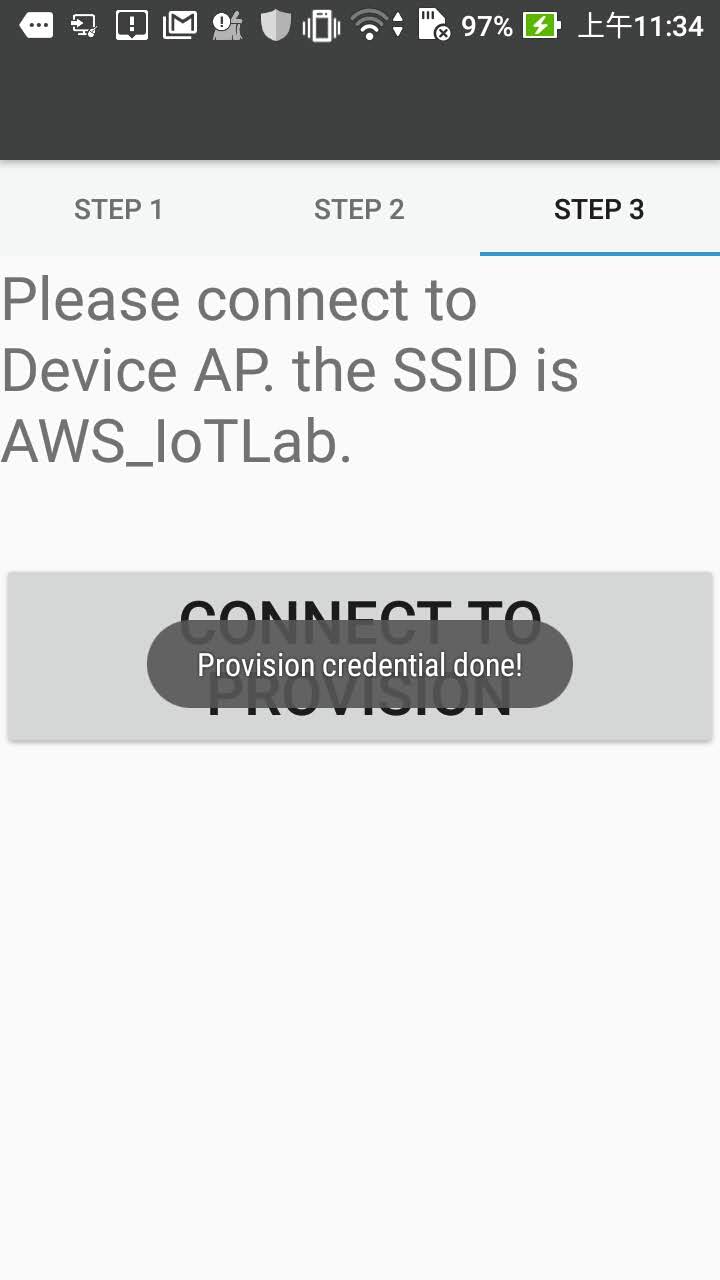 97% 上午11:34
STEP 1 STEP 2 STEP 3
Please connect to
Device AP. the SSID is
AWS_IoTLab.
CONNECT TO
Provision credential done!
PROVISION